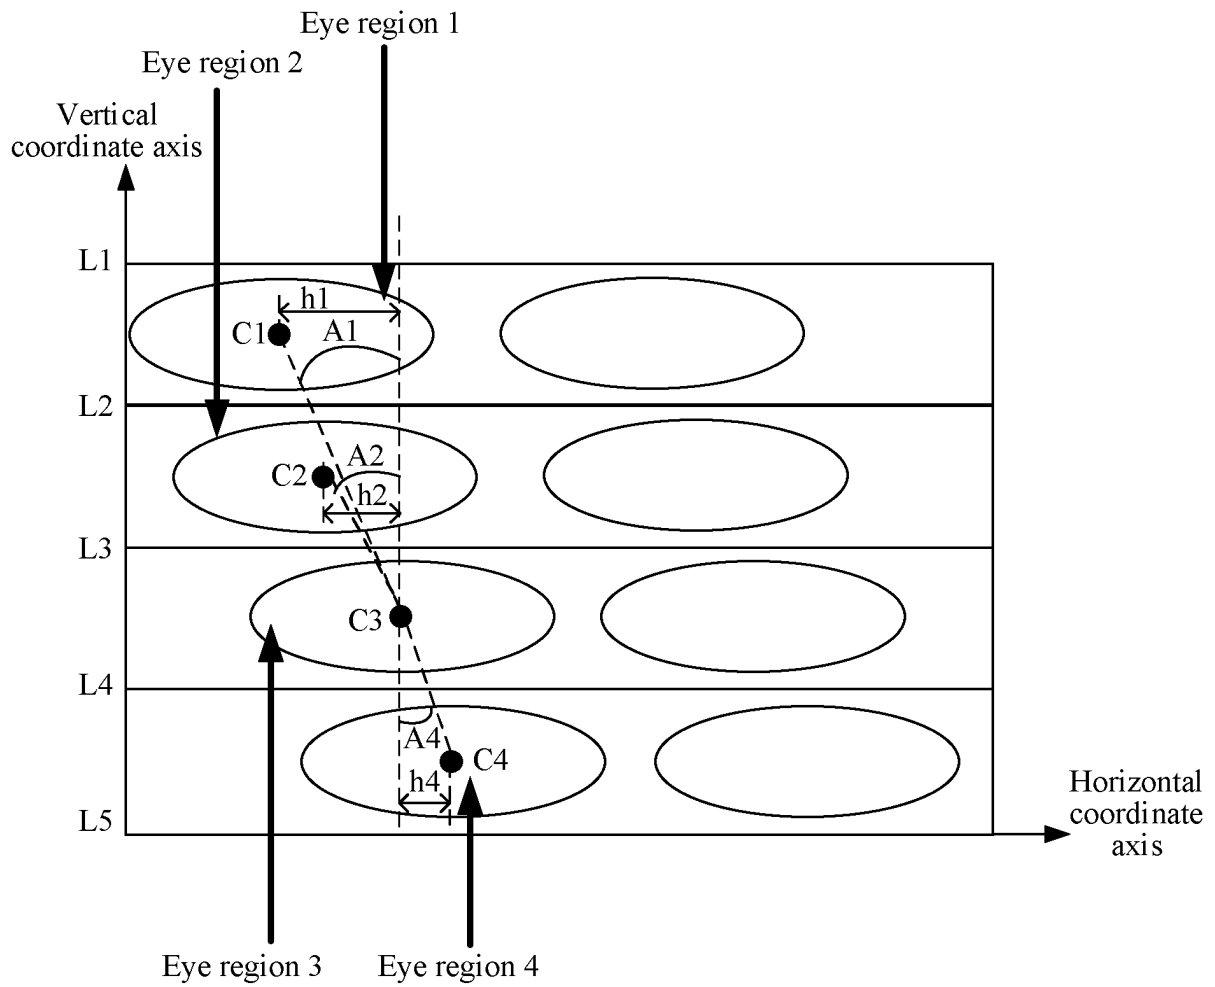 Eye region 1
Eye region 2
Vertical
coordinate axis
L1
h1
C1
A1
L2
A2
C2
h2
L3
C3
L4
A4
C4
h4
Horizontal
coordinate
axis
L5
Eye region 3
Eye region 4